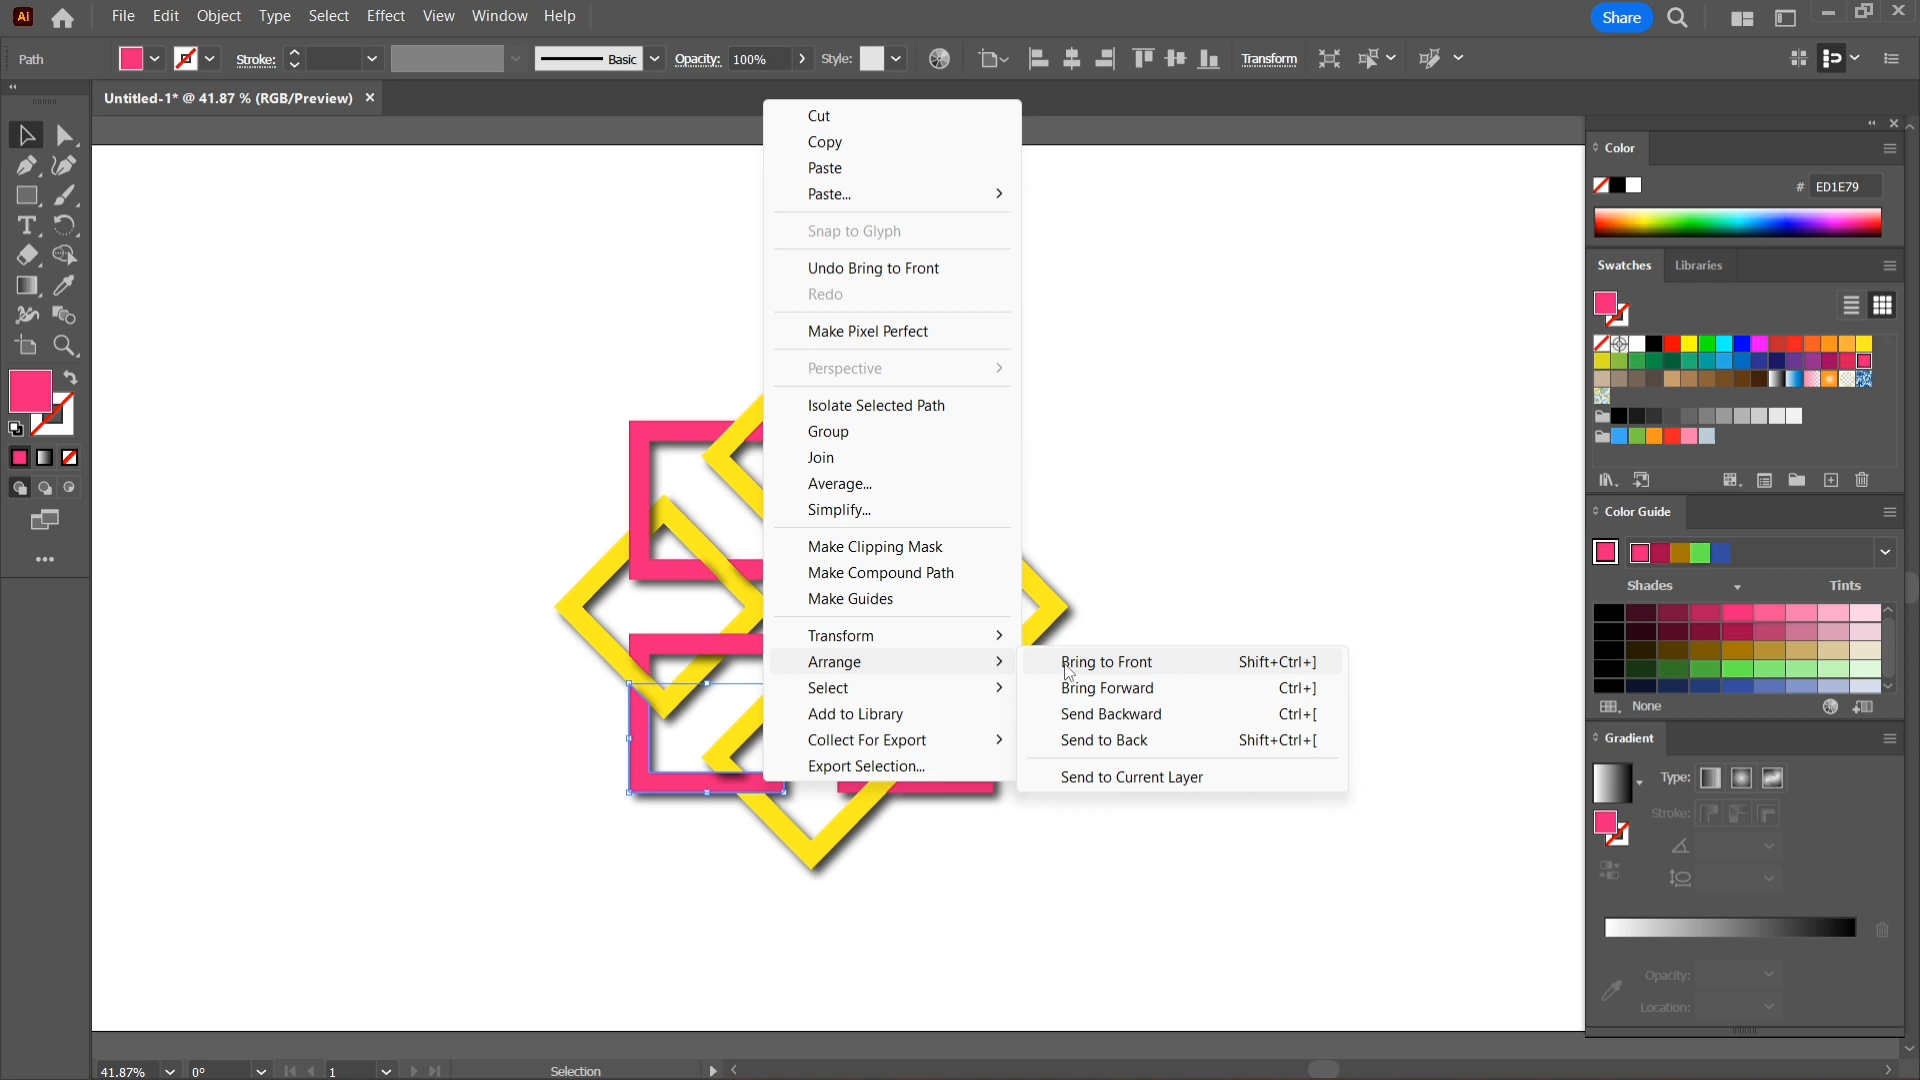 Ai File Edit Object Type Select Effect View Window Help Share
Path Stroke: Basic Opacity: 100% Style: Transform
Untitled-1* @ 41.87 % (RGB/Preview)
Cut
Copy
Paste
Paste...
Snap to Glyph
Undo Bring to Front
Redo
Make Pixel Perfect
Perspective
Isolate Selected Path
Group
Join
Average...
Simplify...
Make Clipping Mask
Make Compound Path
Make Guides
Transform
Arrange
Select
Add to Library
Collect For Export
Export Selection...
Bring to Front Shift+Ctrl+]
Bring Forward Ctrl+]
Send Backward Ctrl+[
Send to Back Shift+Ctrl+[
Send to Current Layer
Color
# ED1E79
Swatches Libraries
Color Guide
Shades Tints
None
Gradient
Type:
Stroke:
Opacity:
Location:
41.87% 0° 1 Selection